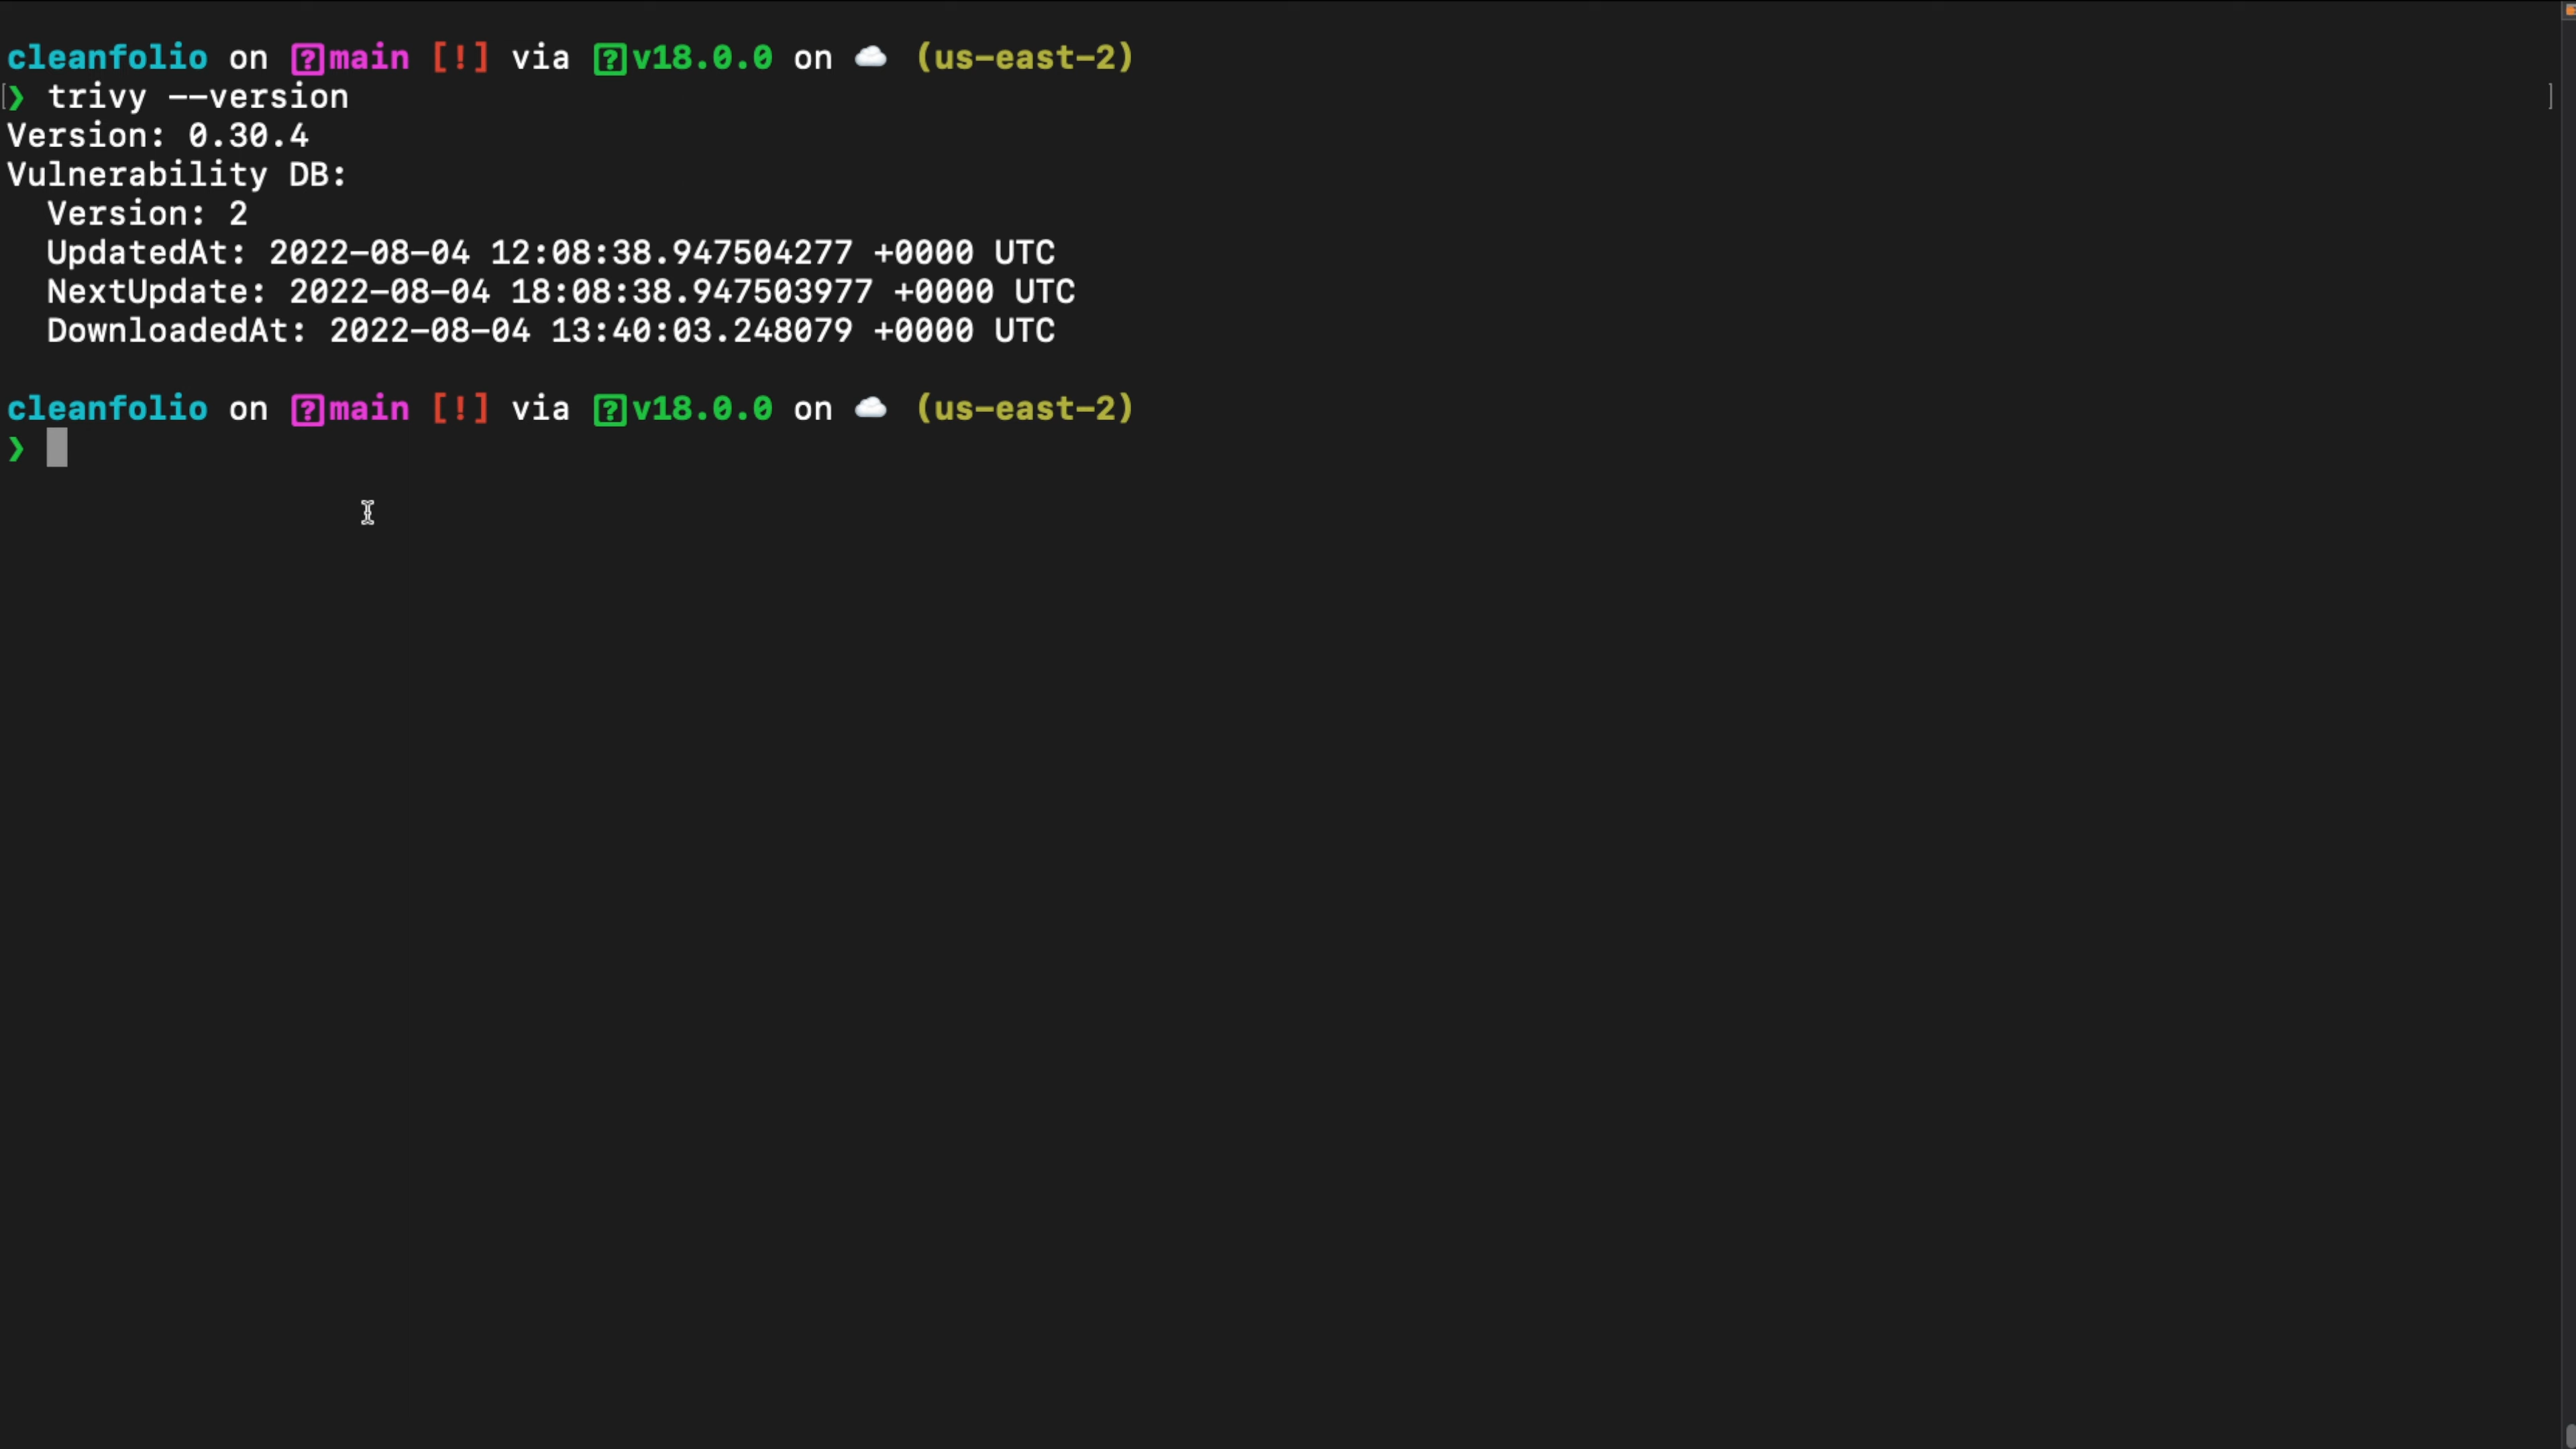 cleanfolio on ?main [!] via ?v18.0.0 on ☁️ (us-east-2)
❯ trivy --version
Version: 0.30.4
Vulnerability DB:
  Version: 2
  UpdatedAt: 2022-08-04 12:08:38.947504277 +0000 UTC
  NextUpdate: 2022-08-04 18:08:38.947503977 +0000 UTC
  DownloadedAt: 2022-08-04 13:40:03.248079 +0000 UTC
cleanfolio on ?main [!] via ?v18.0.0 on ☁️ (us-east-2)
❯